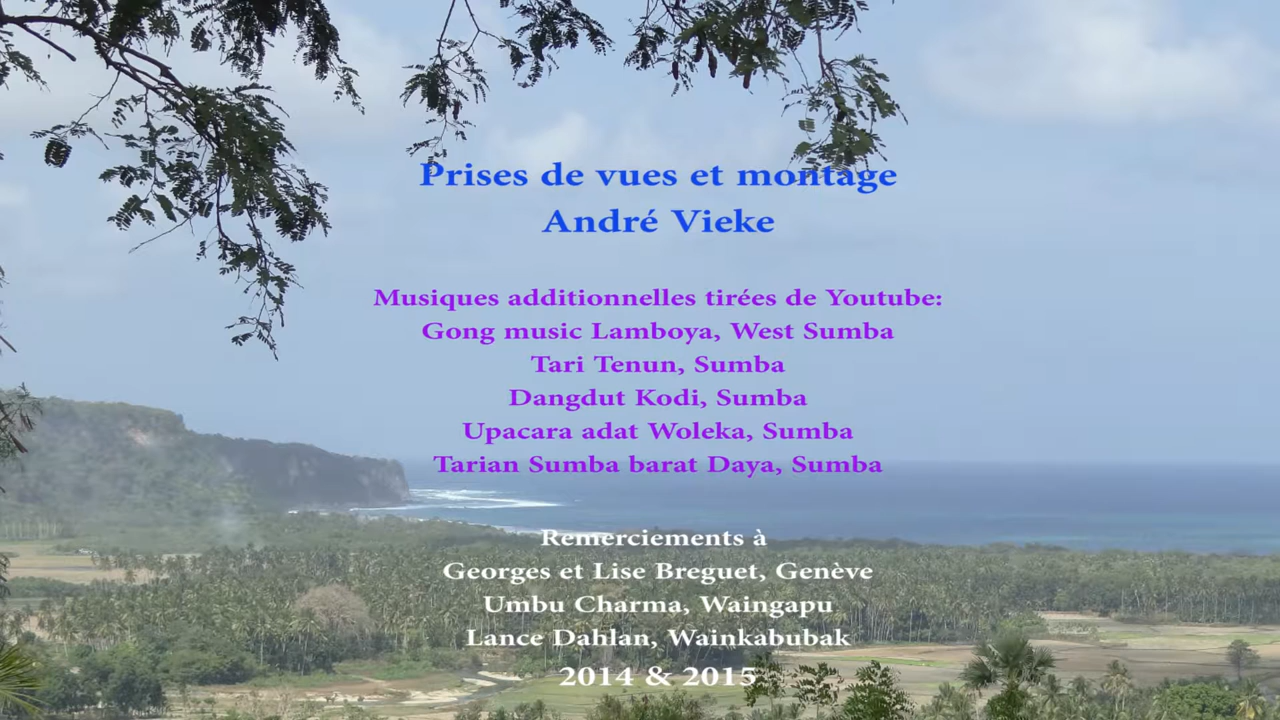 Prises de vues et montage
André Vieke
Musiques additionnelles tirées de Youtube:
Gong music Lamboya, West Sumba
Tari Tenun, Sumba
Dangdut Kodi, Sumba
Upacara adat Woleka, Sumba
Tarian Sumba barat Daya, Sumba
Remerciements à
Georges et Lise Breguet, Genève
Umbu Charma, Waingapu
Lance Dahlan, Wainkabubak
2014 & 2015